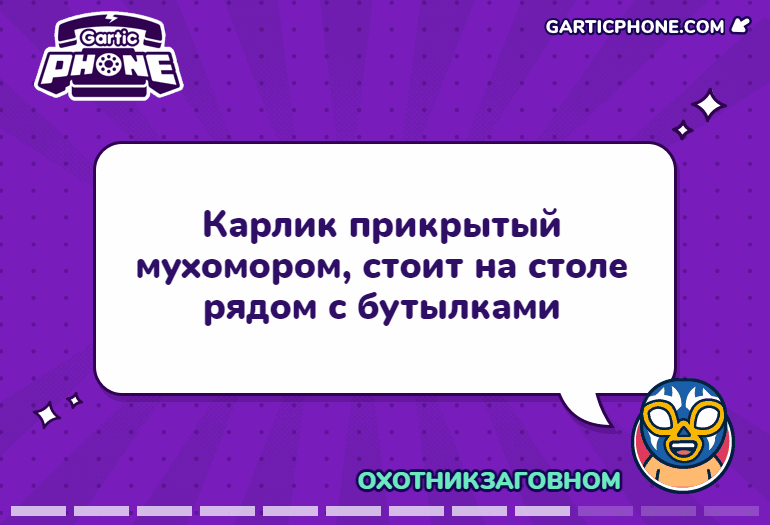 Gartic
PHONE
GARTICPHONE.COM
Карлик прикрытый
мухомором, стоит на столе
рядом с бутылками
ОХОТНИКЗАГОВНОМ